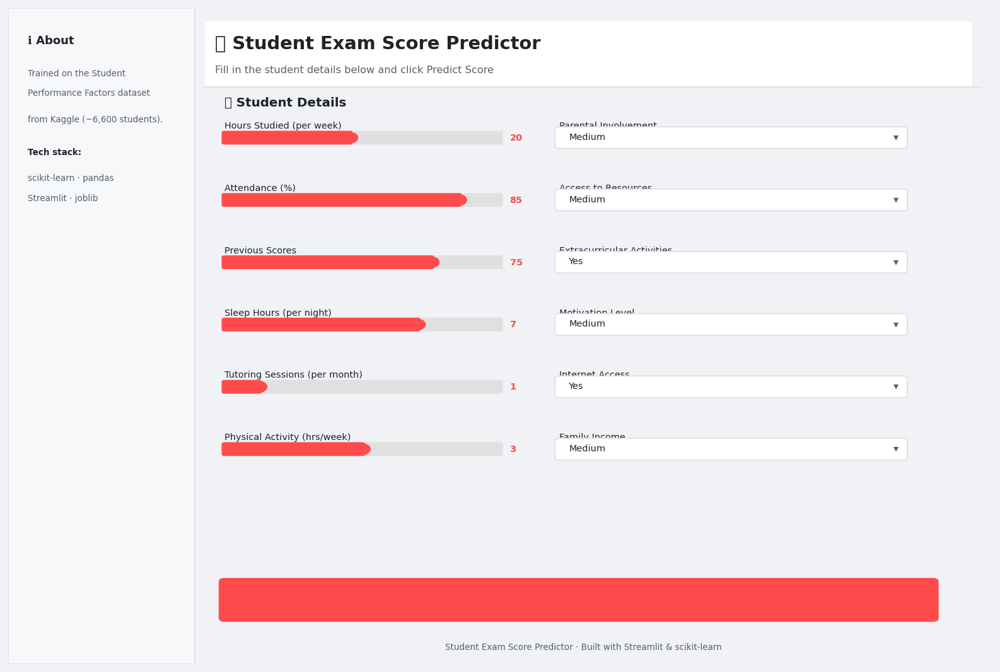 ℹ About
Trained on the Student
Performance Factors dataset
from Kaggle (~6,600 students).
Tech stack:
scikit-learn · pandas
Streamlit · joblib
Student Exam Score Predictor
Fill in the student details below and click Predict Score
Student Details
Hours Studied (per week)
20
Attendance (%)
85
Previous Scores
75
Sleep Hours (per night)
7
Tutoring Sessions (per month)
1
Physical Activity (hrs/week)
3
Parental Involvement
Medium
Access to Resources
Medium
Extracurricular Activities
Yes
Motivation Level
Medium
Internet Access
Yes
Family Income
Medium
Student Exam Score Predictor · Built with Streamlit & scikit-learn